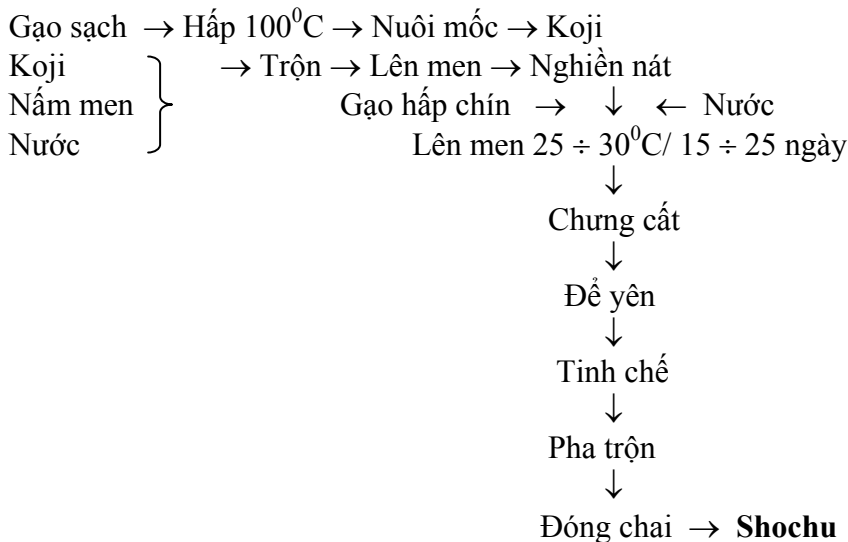 Gạo sạch → Hấp 100⁰C → Nuôi mốc → Koji
Koji → Trộn → Lên men → Nghiền nát
Nấm men Gạo hấp chín → ↓ ← Nước
Nước Lên men 25 ÷ 30⁰C/ 15 ÷ 25 ngày
↓
Chưng cất
↓
Để yên
↓
Tinh chế
↓
Pha trộn
↓
Đóng chai → Shochu